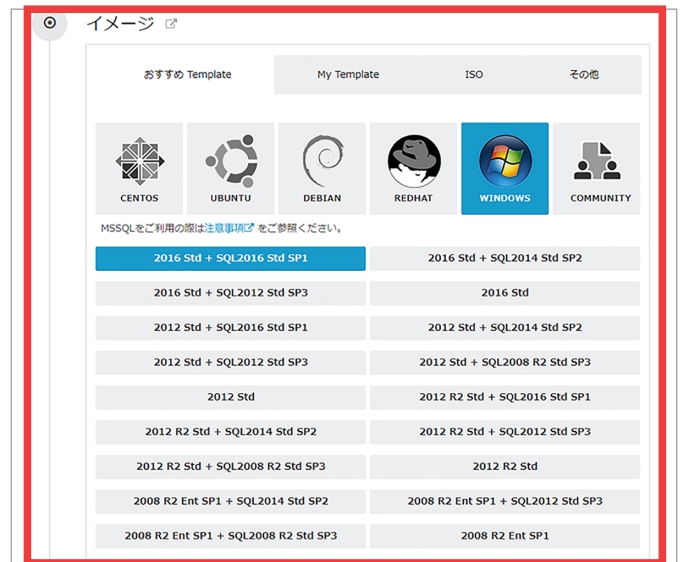 イメージ
おすすめ Template My Template ISO その他
CENTOS UBUNTU DEBIAN REDHAT WINDOWS COMMUNITY
MSSQLをご利用の際は注意事項 をご参照ください。
2016 Std + SQL2016 Std SP1 2016 Std + SQL2014 Std SP2
2016 Std + SQL2012 Std SP3 2016 Std
2012 Std + SQL2016 Std SP1 2012 Std + SQL2014 Std SP2
2012 Std + SQL2012 Std SP3 2012 Std + SQL2008 R2 Std SP3
2012 Std 2012 R2 Std + SQL2016 Std SP1
2012 R2 Std + SQL2014 Std SP2 2012 R2 Std + SQL2012 Std SP3
2012 R2 Std + SQL2008 R2 Std SP3 2012 R2 Std
2008 R2 Ent SP1 + SQL2014 Std SP2 2008 R2 Ent SP1 + SQL2012 Std SP3
2008 R2 Ent SP1 + SQL2008 R2 Std SP3 2008 R2 Ent SP1